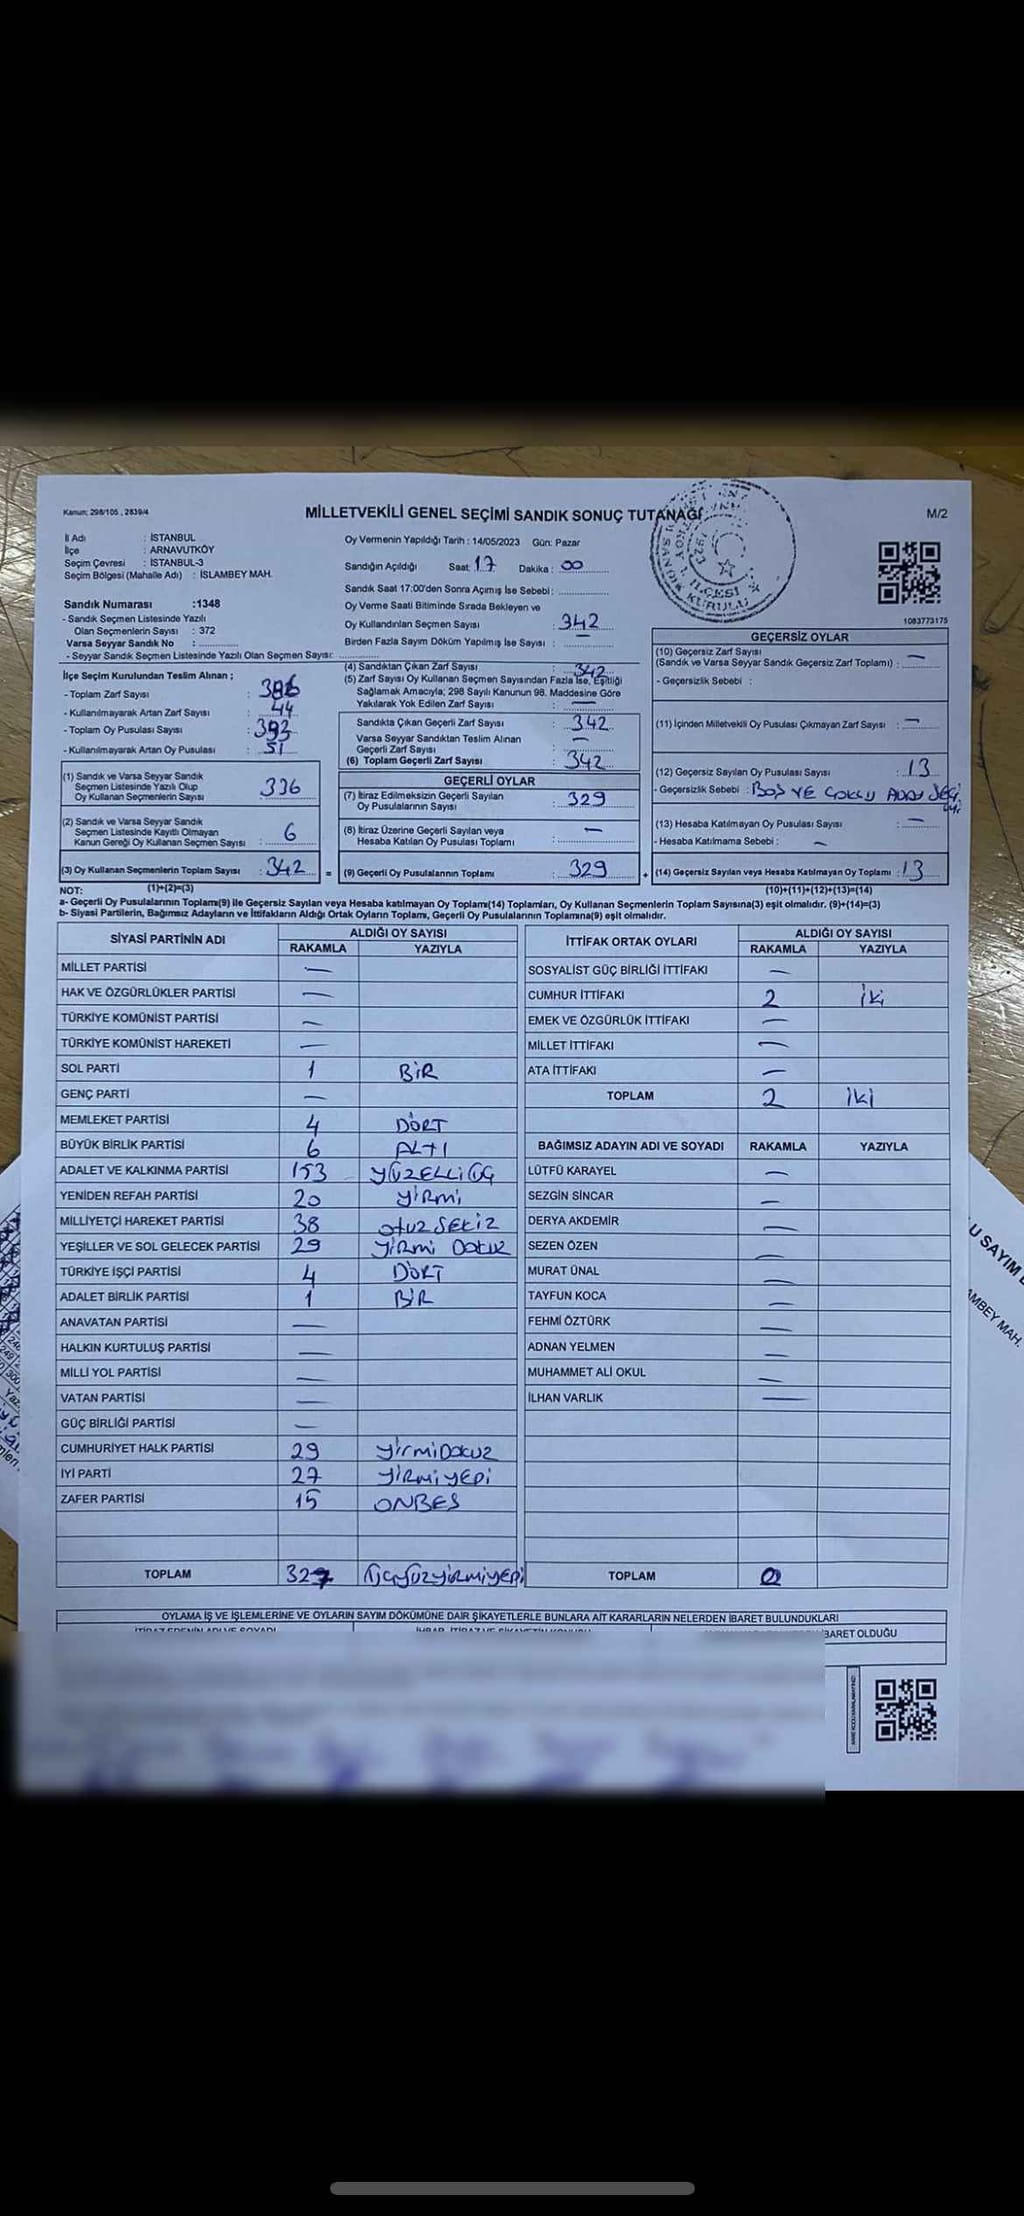 Kanun; 298/105 , 2839/4
MİLLETVEKİLİ GENEL SEÇİMİ SANDIK SONUÇ TUTANAĞI
M/2
İl Adı : İSTANBUL
İlçe : ARNAVUTKÖY
Seçim Çevresi : İSTANBUL-3
Seçim Bölgesi (Mahalle Adı) : İSLAMBEY MAH.
Sandık Numarası :1348
- Sandık Seçmen Listesinde Yazılı
Olan Seçmenlerin Sayısı : 372
Varsa Seyyar Sandık No :
- Seyyar Sandık Seçmen Listesinde Yazılı Olan Seçmen Sayısı:
Oy Vermenin Yapıldığı Tarih : 14/05/2023 Gün: Pazar
Sandığın Açıldığı Saat: 17 Dakika : 00
Sandık Saat 17:00'den Sonra Açımış İse Sebebi :
Oy Verme Saati Bitiminde Sırada Bekleyen ve
Oy Kullandırılan Seçmen Sayısı : 342
Birden Fazla Sayım Döküm Yapılmış İse Sayısı : —
1083773175
İlçe Seçim Kurulundan Teslim Alınan ;
- Toplam Zarf Sayısı : 386
- Kullanılmayarak Artan Zarf Sayısı : 44
- Toplam Oy Pusulası Sayısı : 393
- Kullanılmayarak Artan Oy Pusulası : 51
(1) Sandık ve Varsa Seyyar Sandık
Seçmen Listesinde Yazılı Olup
Oy Kullanan Seçmenlerin Sayısı : 336
(2) Sandık ve Varsa Seyyar Sandık
Seçmen Listesinde Kayıtlı Olmayan
Kanun Gereği Oy Kullanan Seçmen Sayısı : 6
(3) Oy Kullanan Seçmenlerin Toplam Sayısı : 342 =
(4) Sandıktan Çıkan Zarf Sayısı : 342
(5) Zarf Sayısı Oy Kullanan Seçmen Sayısından Fazla İse, Eşitliği
Sağlamak Amacıyla; 298 Sayılı Kanunun 98. Maddesine Göre
Yakılarak Yok Edilen Zarf Sayısı : —
Sandıkta Çıkan Geçerli Zarf Sayısı : 342
Varsa Seyyar Sandıktan Teslim Alınan
Geçerli Zarf Sayısı : —
(6) Toplam Geçerli Zarf Sayısı : 342
GEÇERLİ OYLAR
(7) İtiraz Edilmeksizin Geçerli Sayılan
Oy Pusulalarının Sayısı : 329
(8) İtiraz Üzerine Geçerli Sayılan veya
Hesaba Katılan Oy Pusulası Toplamı : —
(9) Geçerli Oy Pusulalarının Toplamı : 329 +
GEÇERSİZ OYLAR
(10) Geçersiz Zarf Sayısı
(Sandık ve Varsa Seyyar Sandık Geçersiz Zarf Toplamı) : —
- Geçersizlik Sebebi :
(11) İçinden Milletvekili Oy Pusulası Çıkmayan Zarf Sayısı : —
(12) Geçersiz Sayılan Oy Pusulası Sayısı : 13
- Geçersizlik Sebebi : BOŞ VE ÇOKLU ADAY
(13) Hesaba Katılmayan Oy Pusulası Sayısı : —
- Hesaba Katılmama Sebebi : —
(14) Geçersiz Sayılan veya Hesaba Katılmayan Oy Toplamı : 13
NOT: (1)+(2)=(3) (10)+(11)+(12)+(13)=(14)
a- Geçerli Oy Pusulalarının Toplamı(9) ile Geçersiz Sayılan veya Hesaba katılmayan Oy Toplamı(14) Toplamları, Oy Kullanan Seçmenlerin Toplam Sayısına(3) eşit olmalıdır. (9)+(14)=(3)
b- Siyasi Partilerin, Bağımsız Adayların ve İttifakların Aldığı Ortak Oyların Toplamı, Geçerli Oy Pusulalarının Toplamına(9) eşit olmalıdır.
SİYASİ PARTİNİN ADI ALDIĞI OY SAYISI
RAKAMLA YAZIYLA
MİLLET PARTİSİ —
HAK VE ÖZGÜRLÜKLER PARTİSİ —
TÜRKİYE KOMÜNİST PARTİSİ —
TÜRKİYE KOMÜNİST HAREKETİ —
SOL PARTİ 1 BİR
GENÇ PARTİ —
MEMLEKET PARTİSİ 4 DÖRT
BÜYÜK BİRLİK PARTİSİ 6 ALTI
ADALET VE KALKINMA PARTİSİ 153 YÜZELLİÜÇ
YENİDEN REFAH PARTİSİ 20 YİRMİ
MİLLİYETÇİ HAREKET PARTİSİ 38 OTUZ SEKİZ
YEŞİLLER VE SOL GELECEK PARTİSİ 29 YİRMİ DOKUZ
TÜRKİYE İŞÇİ PARTİSİ 4 DÖRT
ADALET BİRLİK PARTİSİ 1 BİR
ANAVATAN PARTİSİ —
HALKIN KURTULUŞ PARTİSİ —
MİLLİ YOL PARTİSİ —
VATAN PARTİSİ —
GÜÇ BİRLİĞİ PARTİSİ —
CUMHURİYET HALK PARTİSİ 29 YİRMİDOKUZ
İYİ PARTİ 27 YİRMİYEDİ
ZAFER PARTİSİ 15 ONBEŞ
TOPLAM 327 ÜÇYÜZYİRMİYEDİ
İTTİFAK ORTAK OYLARI ALDIĞI OY SAYISI
RAKAMLA YAZIYLA
SOSYALİST GÜÇ BİRLİĞİ İTTİFAKI —
CUMHUR İTTİFAKI 2 İKİ
EMEK VE ÖZGÜRLÜK İTTİFAKI —
MİLLET İTTİFAKI —
ATA İTTİFAKI —
TOPLAM 2 İKİ
BAĞIMSIZ ADAYIN ADI VE SOYADI RAKAMLA YAZIYLA
LÜTFÜ KARAYEL —
SEZGİN SİNCAR —
DERYA AKDEMİR —
SEZEN ÖZEN —
MURAT ÜNAL —
TAYFUN KOCA —
FEHMİ ÖZTÜRK —
ADNAN YELMEN —
MUHAMMET ALİ OKUL —
İLHAN VARLIK —
TOPLAM 0
OYLAMA İŞ VE İŞLEMLERİNE VE OYLARIN SAYIM DÖKÜMÜNE DAİR ŞİKAYETLERLE BUNLARA AİT KARARLARIN NELERDEN İBARET BULUNDUKLARI
BARET OLDUĞU
U SAYIM
AMBEY MAH.